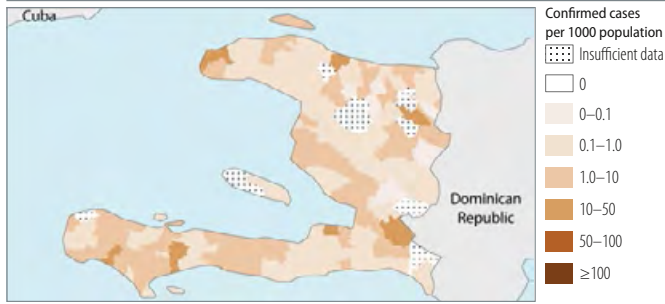 Cuba
Dominican
Republic
Confirmed cases
per 1000 population
Insufficient data
0
0–0.1
0.1–1.0
1.0–10
10–50
50–100
≥100